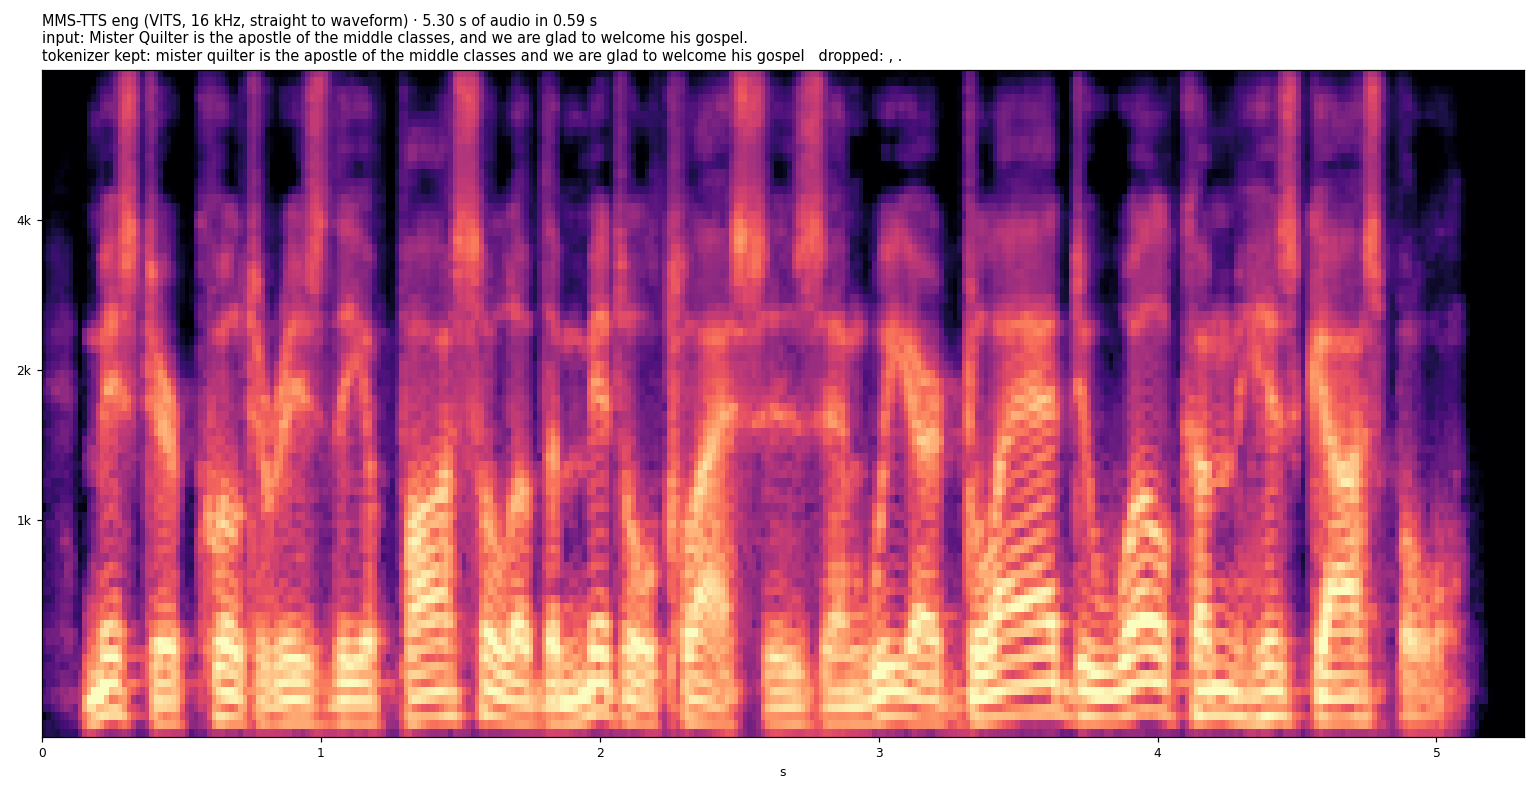 MMS-TTS eng (VITS, 16 kHz, straight to waveform) · 5.30 s of audio in 0.59 s
input: Mister Quilter is the apostle of the middle classes, and we are glad to welcome his gospel.
tokenizer kept: mister quilter is the apostle of the middle classes and we are glad to welcome his gospel   dropped: , .
4k
2k
1k
0 1 2 3 4 5
s